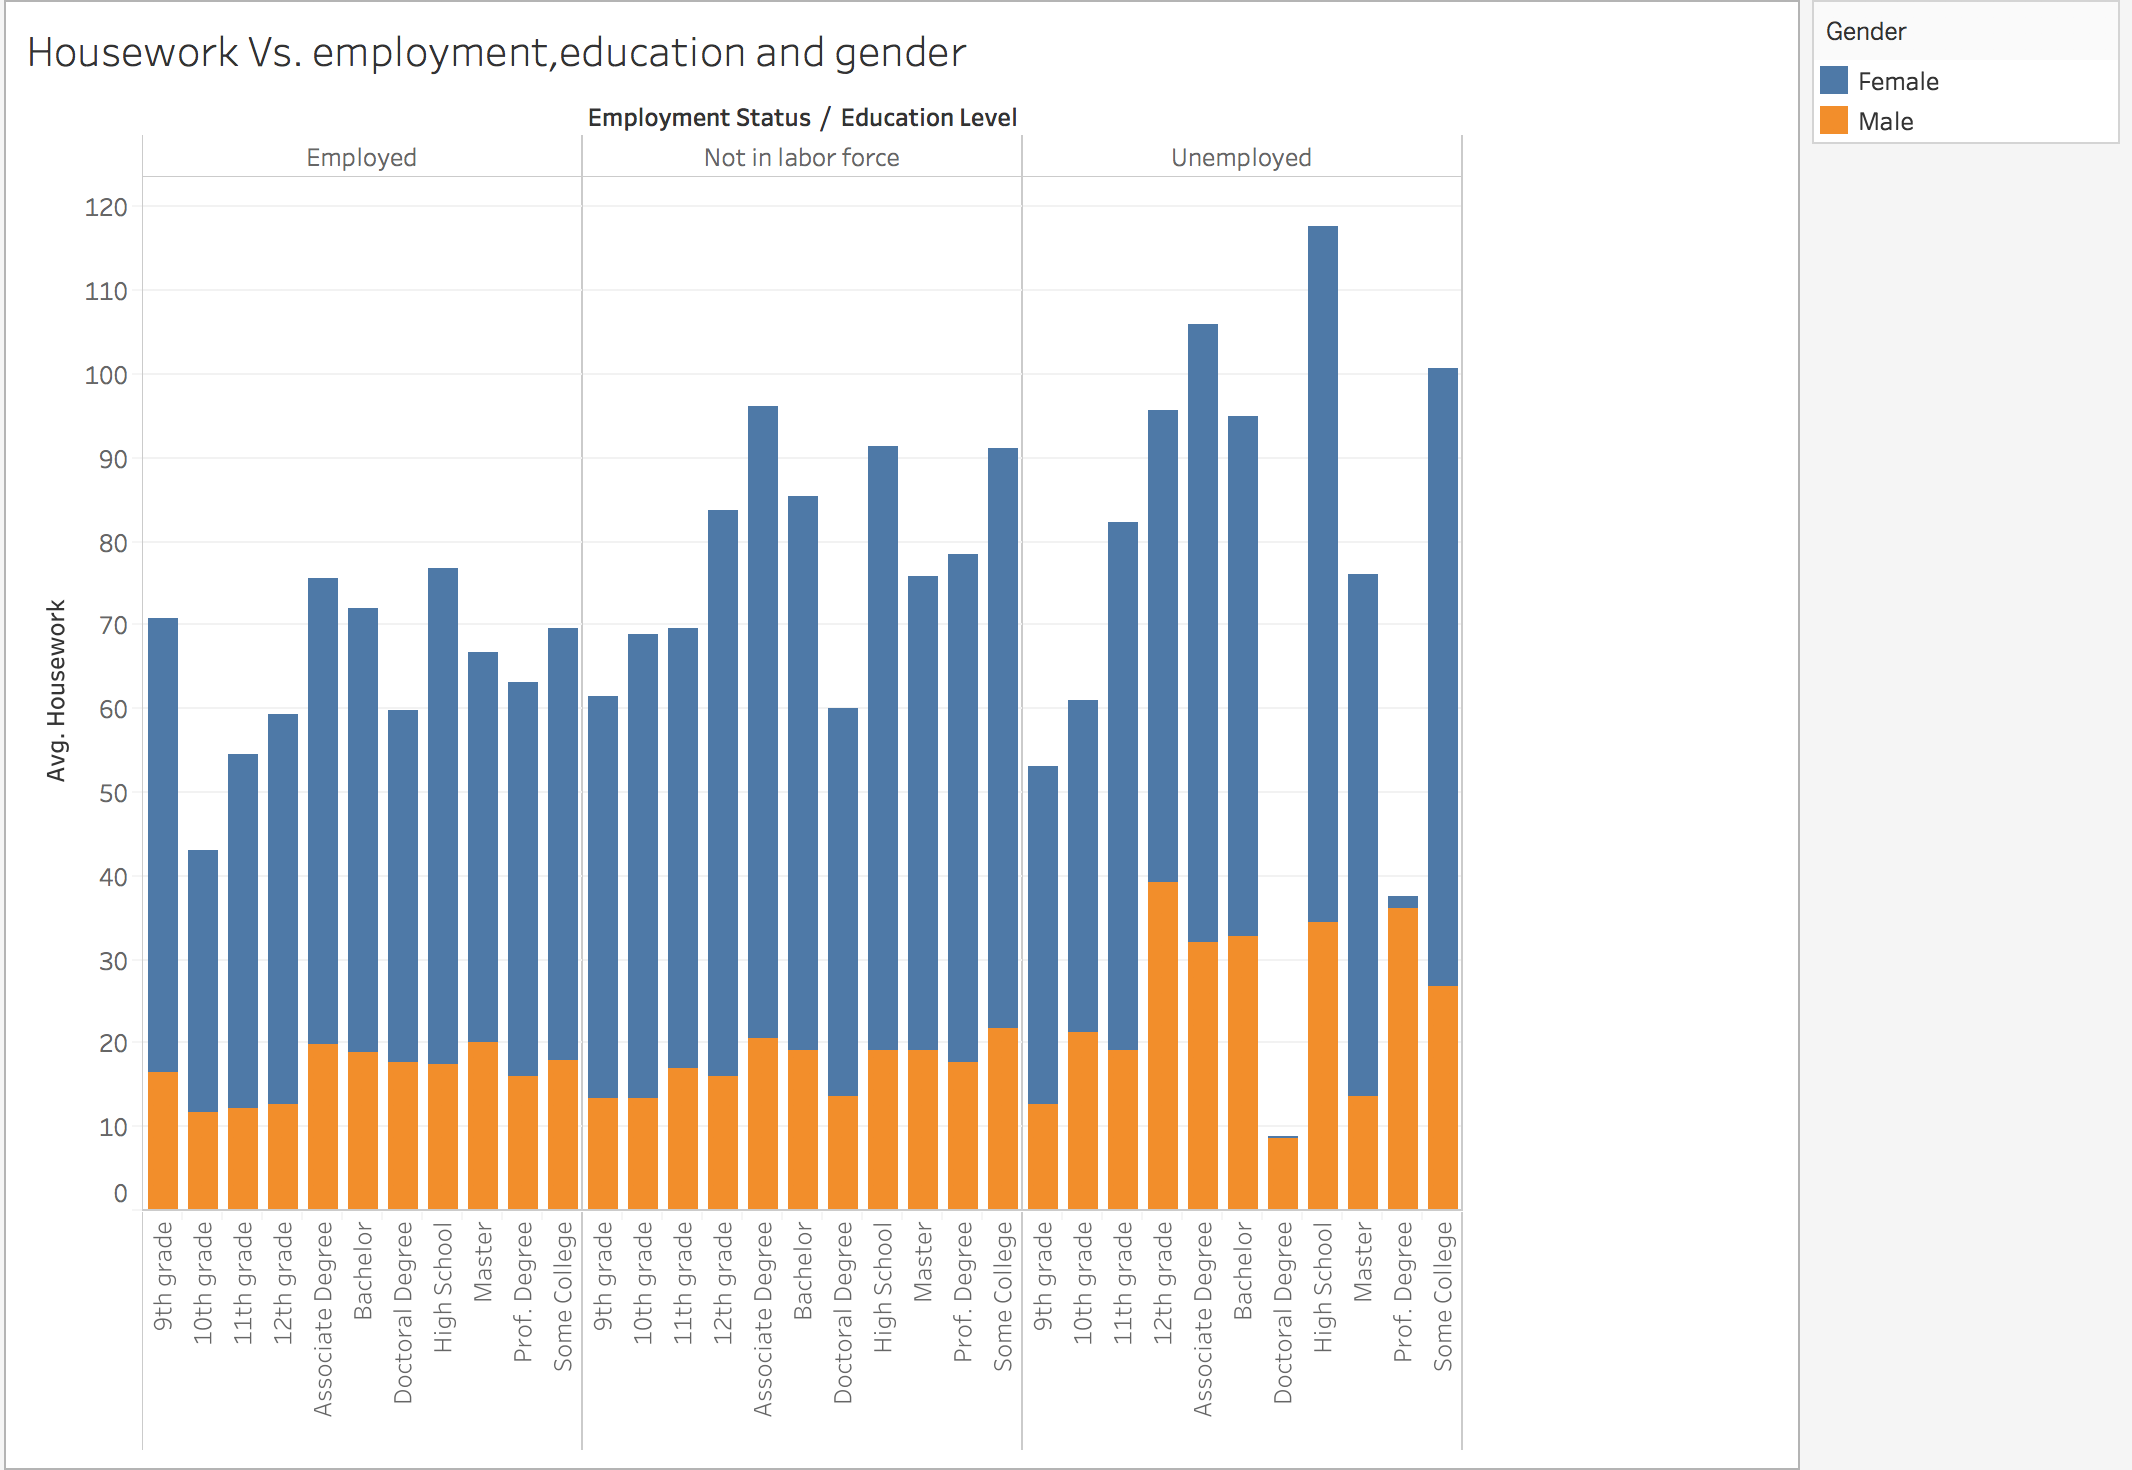 Housework Vs. employment,education and gender
Employment Status / Education Level
Employed
Not in labor force
Unemployed
120
110
100
90
80
70
60
50
40
30
20
10
0
Avg. Housework
9th grade
10th grade
11th grade
12th grade
Associate Degree
Bachelor
Doctoral Degree
High School
Master
Prof. Degree
Some College
9th grade
10th grade
11th grade
12th grade
Associate Degree
Bachelor
Doctoral Degree
High School
Master
Prof. Degree
Some College
9th grade
10th grade
11th grade
12th grade
Associate Degree
Bachelor
Doctoral Degree
High School
Master
Prof. Degree
Some College
Gender
Female
Male